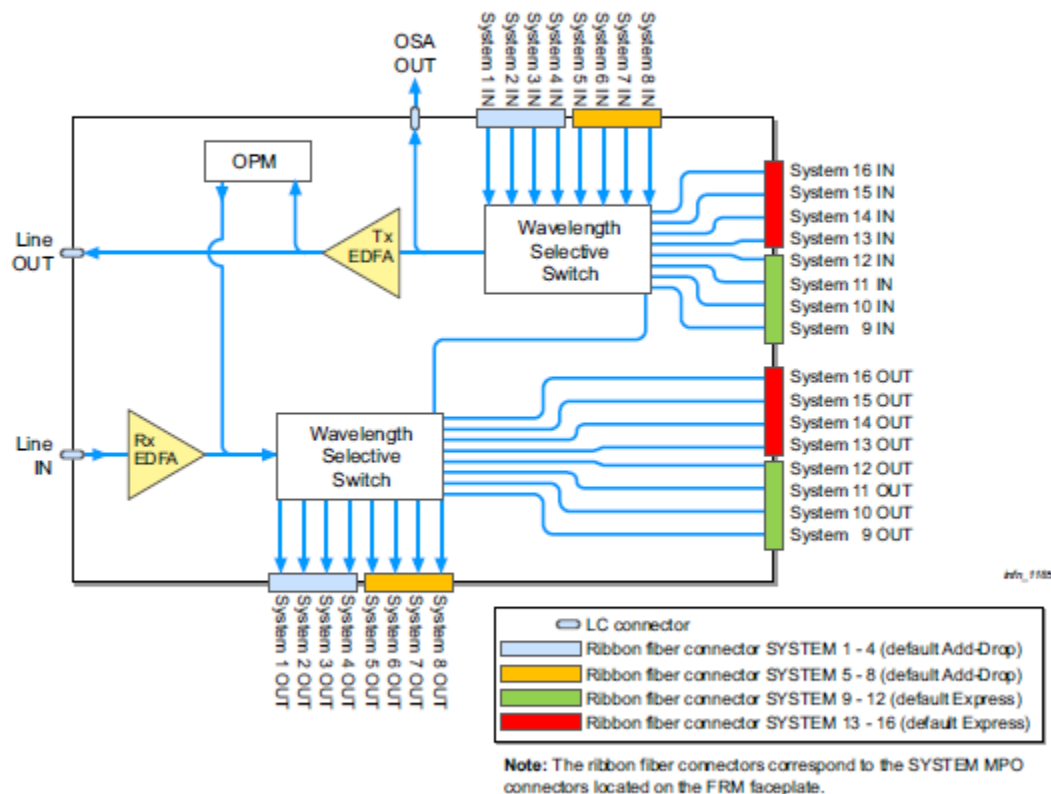 OSA
OUT
System 1 IN
System 2 IN
System 3 IN
System 4 IN
System 5 IN
System 6 IN
System 7 IN
System 8 IN
OPM
System 16 IN
System 15 IN
System 14 IN
System 13 IN
System 12 IN
System 11 IN
System 10 IN
System 9 IN
Line
OUT
Tx
EDFA
Wavelength
Selective
Switch
System 16 OUT
System 15 OUT
System 14 OUT
System 13 OUT
System 12 OUT
System 11 OUT
System 10 OUT
System 9 OUT
Line
IN
Rx
EDFA
Wavelength
Selective
Switch
System 1 OUT
System 2 OUT
System 3 OUT
System 4 OUT
System 5 OUT
System 6 OUT
System 7 OUT
System 8 OUT
LC connector
Ribbon fiber connector SYSTEM 1 - 4 (default Add-Drop)
Ribbon fiber connector SYSTEM 5 - 8 (default Add-Drop)
Ribbon fiber connector SYSTEM 9 - 12 (default Express)
Ribbon fiber connector SYSTEM 13 - 16 (default Express)
Note: The ribbon fiber connectors correspond to the SYSTEM MPO
connectors located on the FRM faceplate.